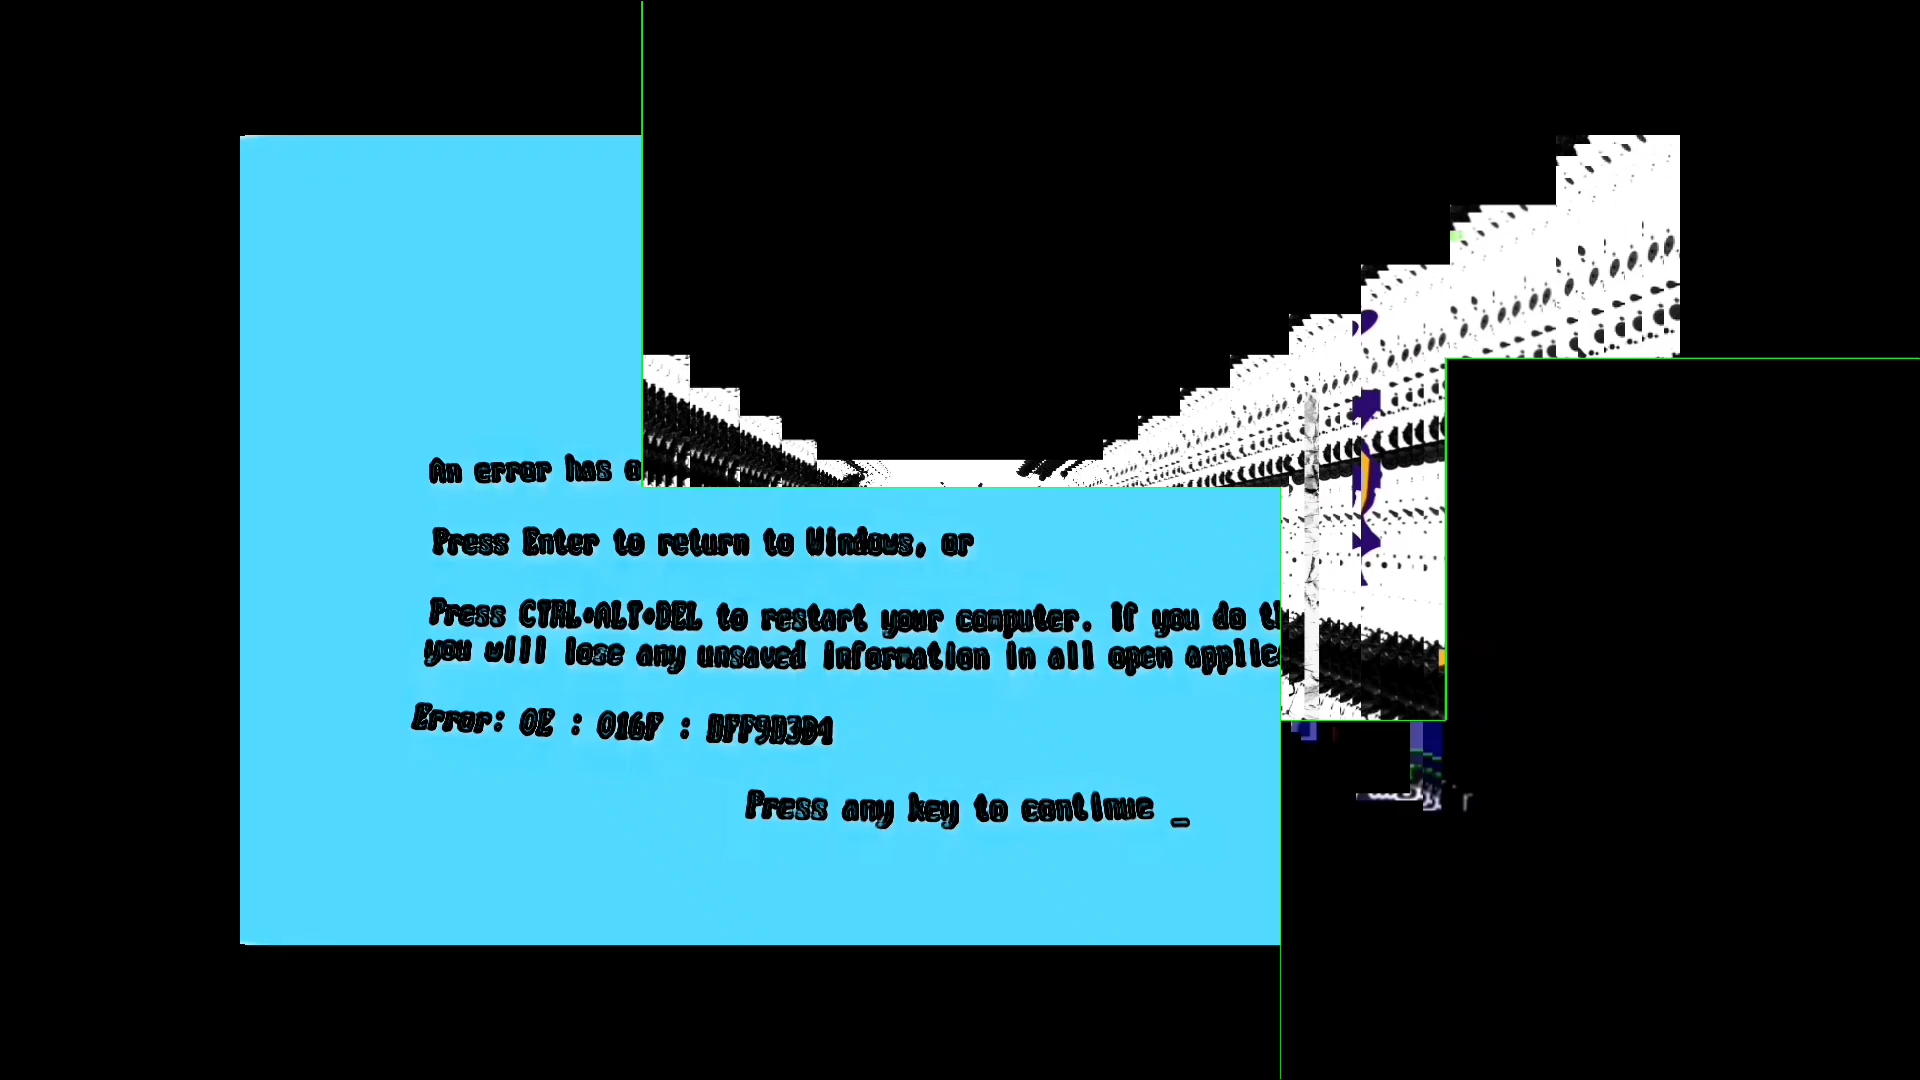 An error has o
Press Enter to return to Windows, or
Press CTRL+ALT+DEL to restart your computer. If you do th
you will lose any unsaved information in all open applic
Error: 0E : 016F : BFF9B3D4
Press any key to continue _